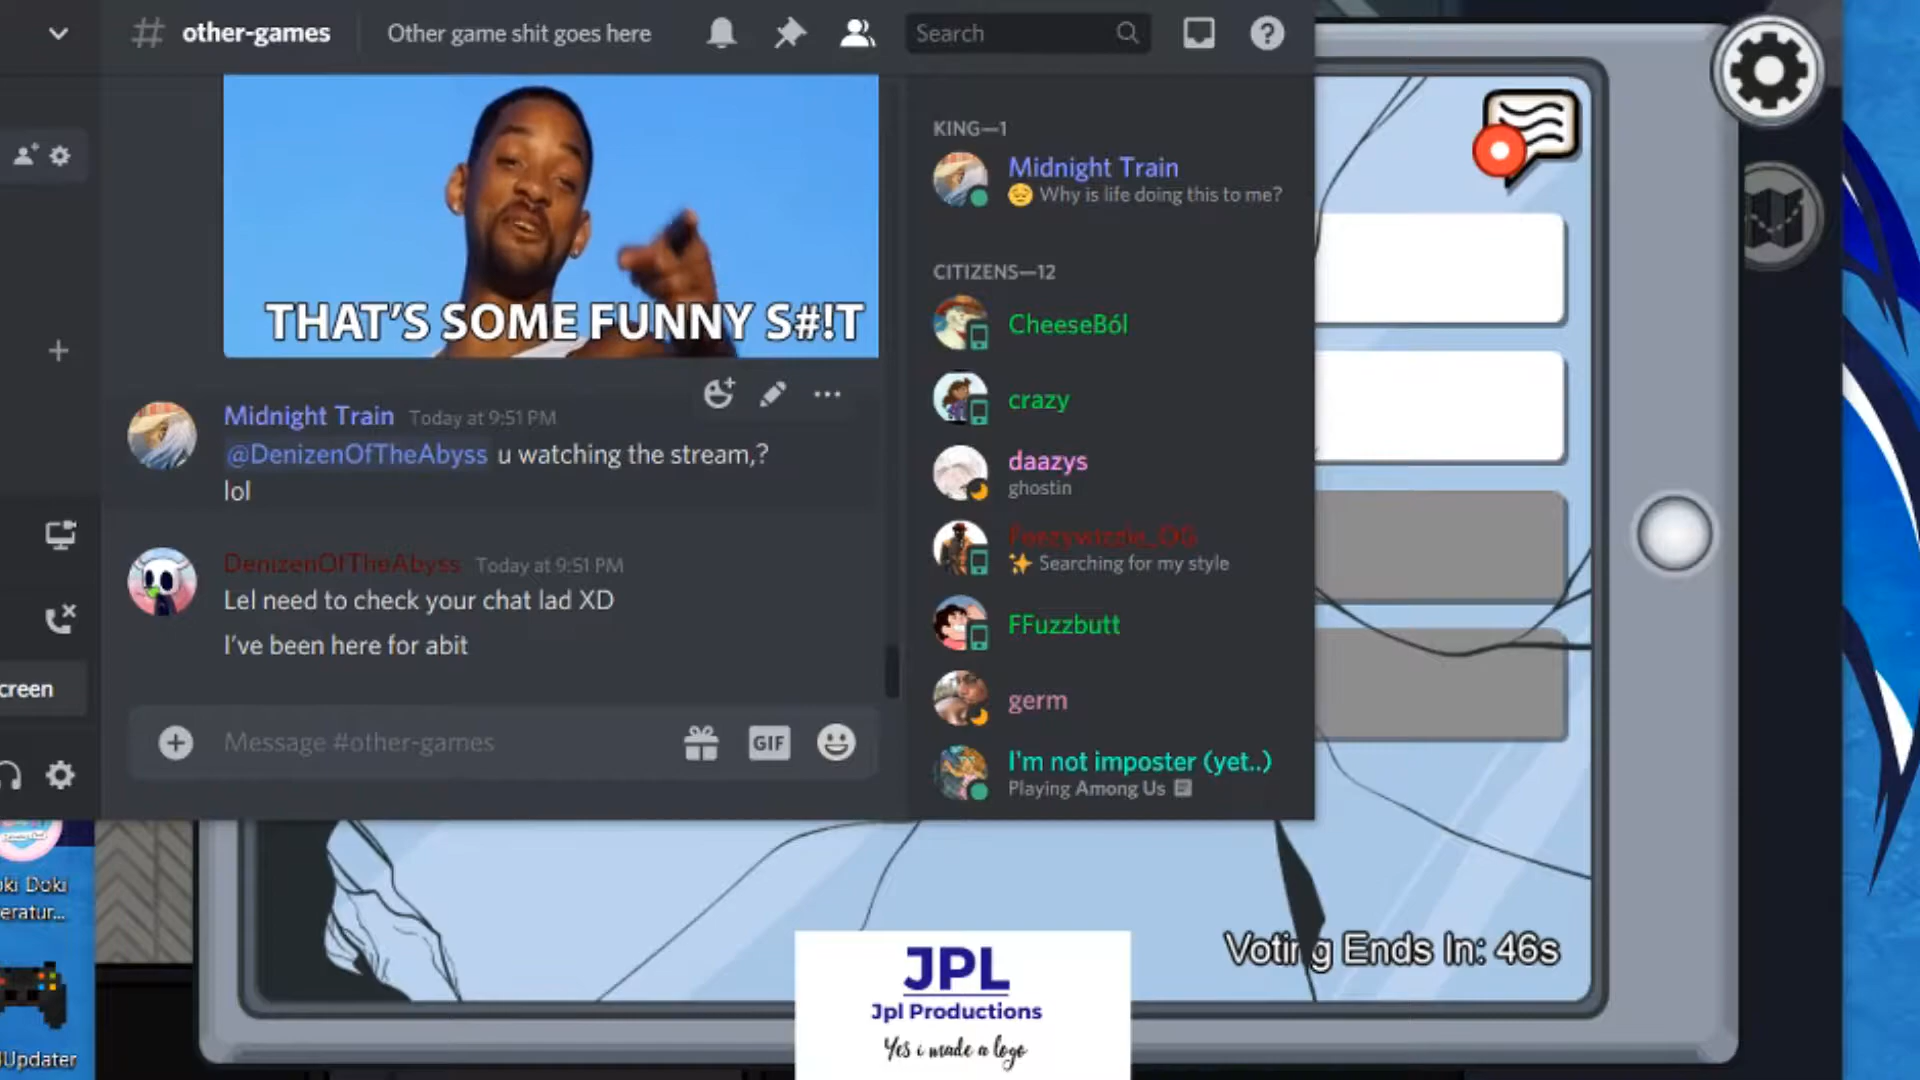 other-games
Other game shit goes here
Search
THAT'S SOME FUNNY S#!T
Midnight Train Today at 9:51 PM
@DenizenOfTheAbyss u watching the stream,?
lol
DenizenOfTheAbyss Today at 9:51 PM
Lel need to check your chat lad XD
I've been here for abit
Message #other-games
GIF
KING—1
Midnight Train
Why is life doing this to me?
CITIZENS—12
CheeseBól
crazy
daazys
ghostin
Searching for my style
FFuzzbutt
germ
I'm not imposter (yet..)
Playing Among Us
creen
oki Doki
eratur...
Updater
Voting Ends In: 46s
JPL
Jpl Productions
Yes i made a logo